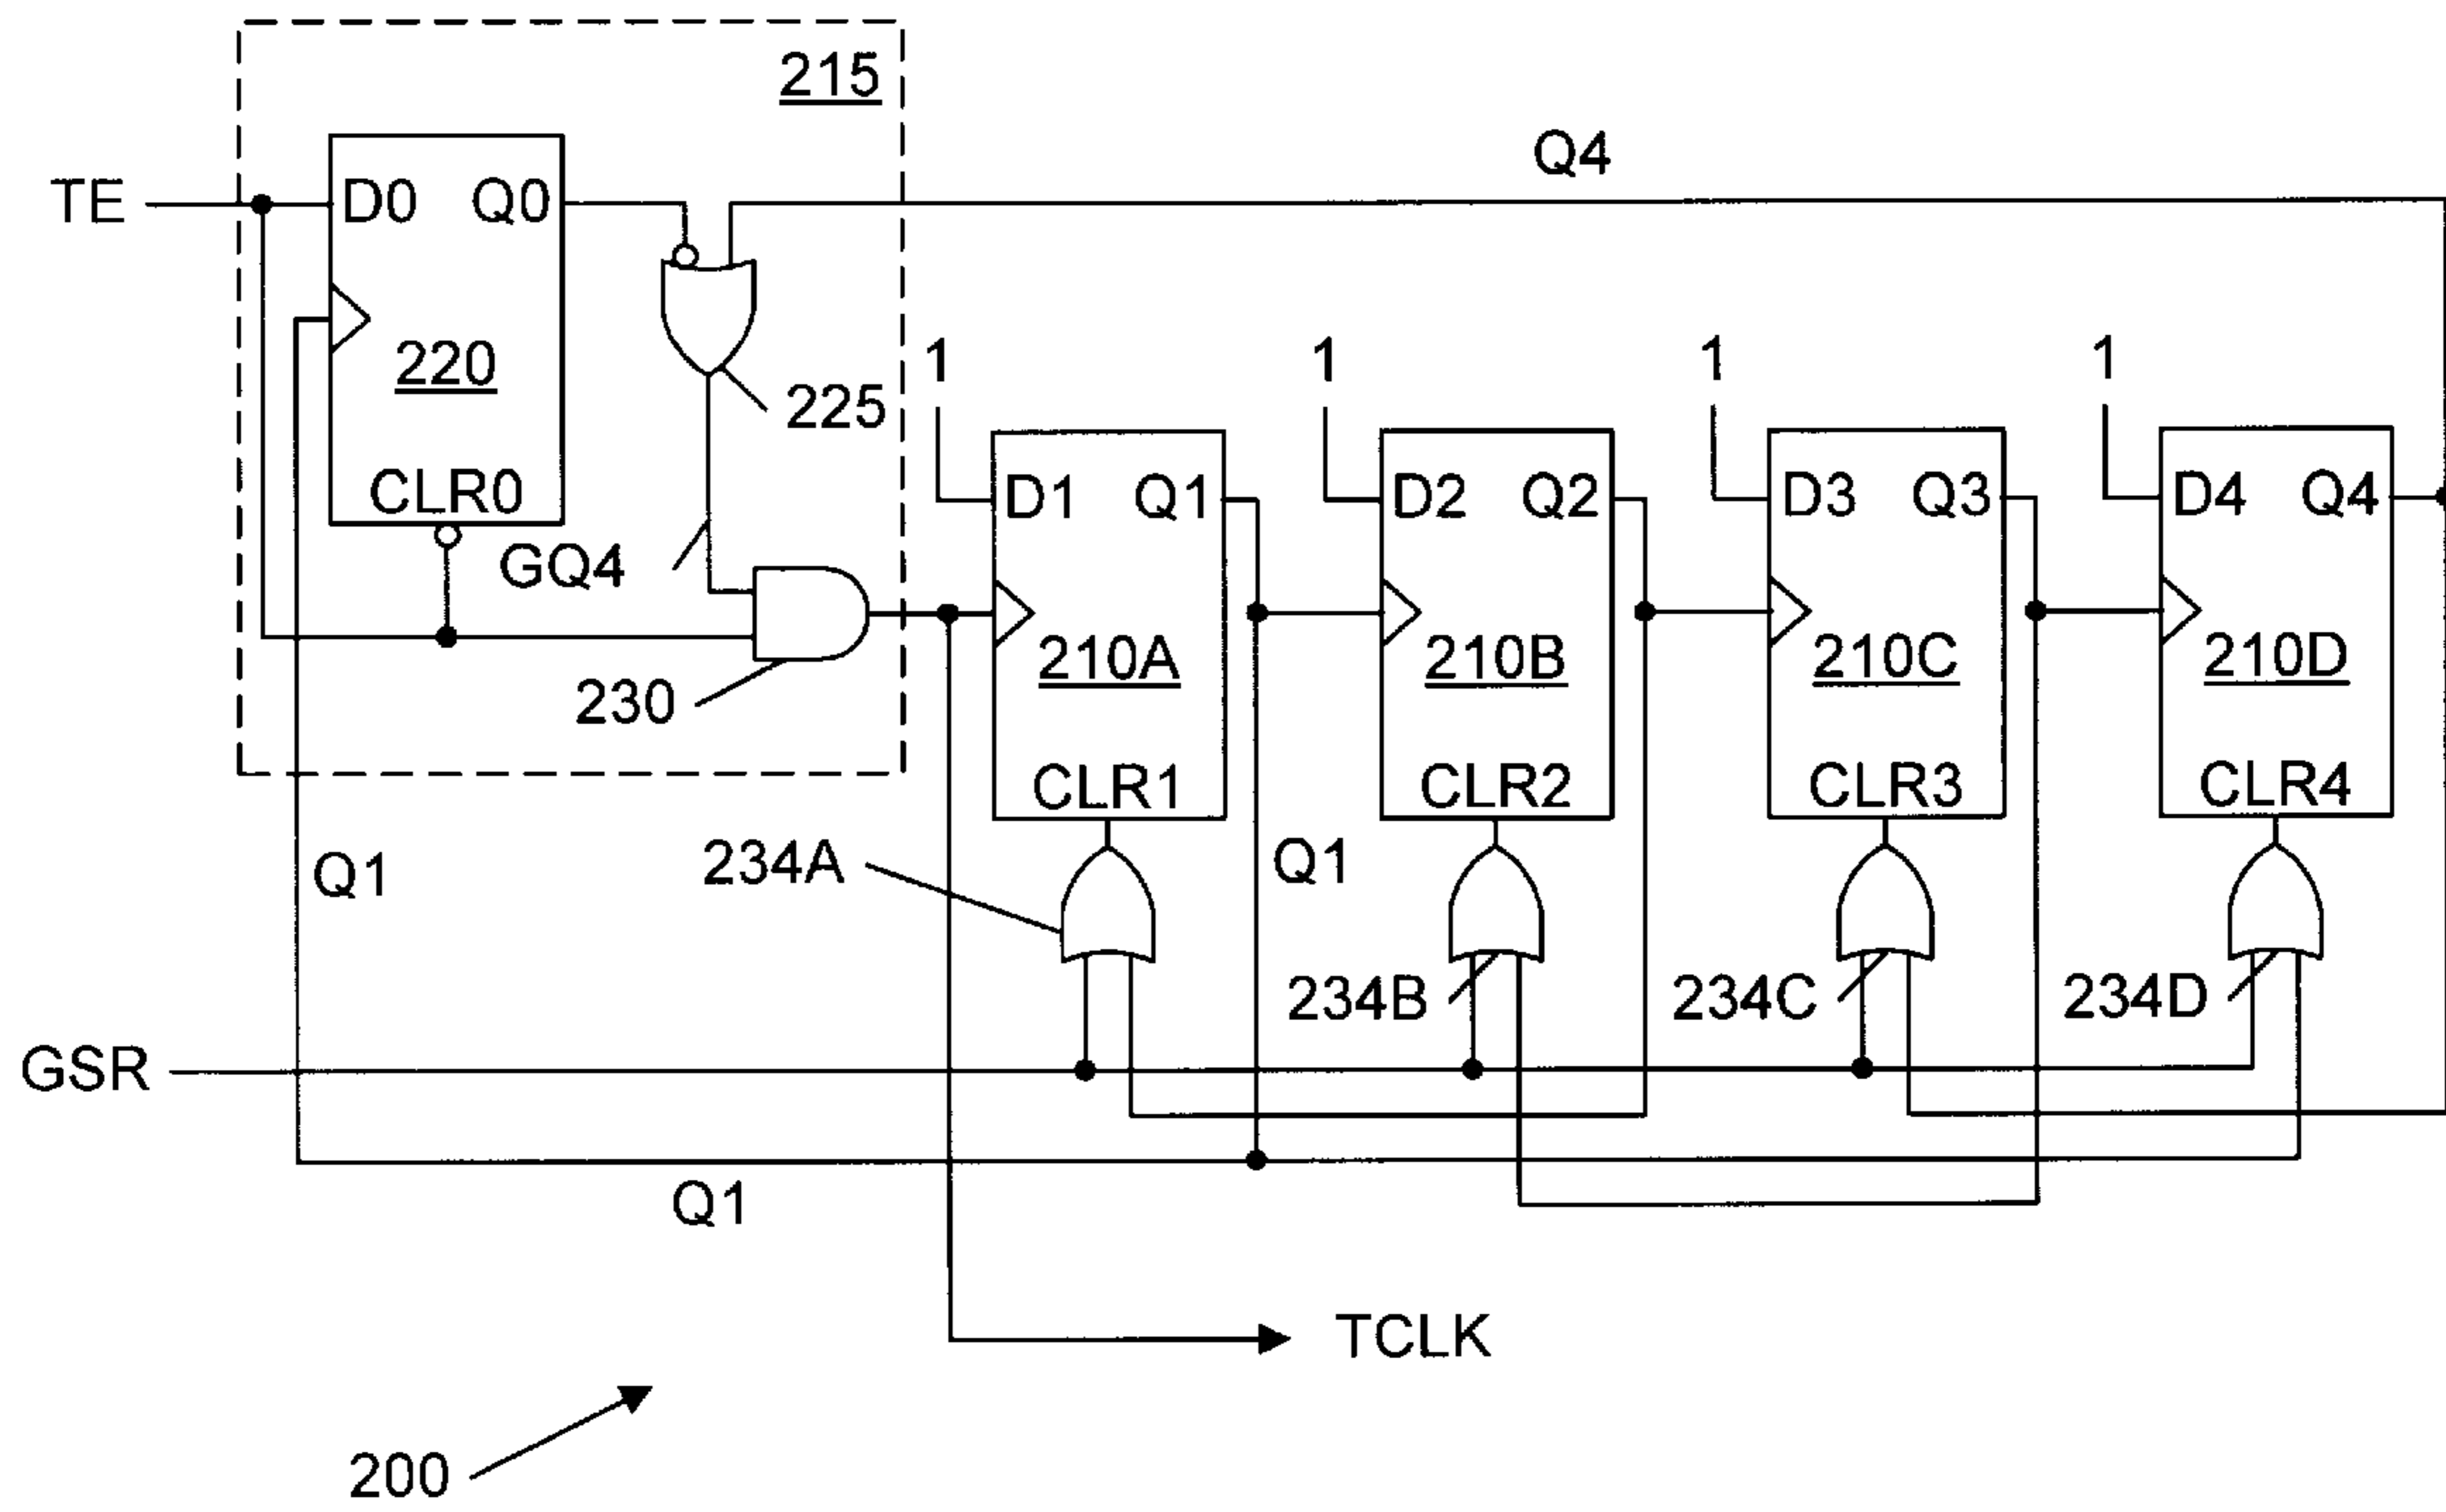 215
Q4
TE
D0 Q0
220
225
1
1
1
1
CLR0
GQ4
D1 Q1
D2 Q2
D3 Q3
D4 Q4
230
210A
210B
210C
210D
CLR1
CLR2
CLR3
CLR4
Q1
234A
Q1
234B
234C
234D
GSR
Q1
TCLK
200